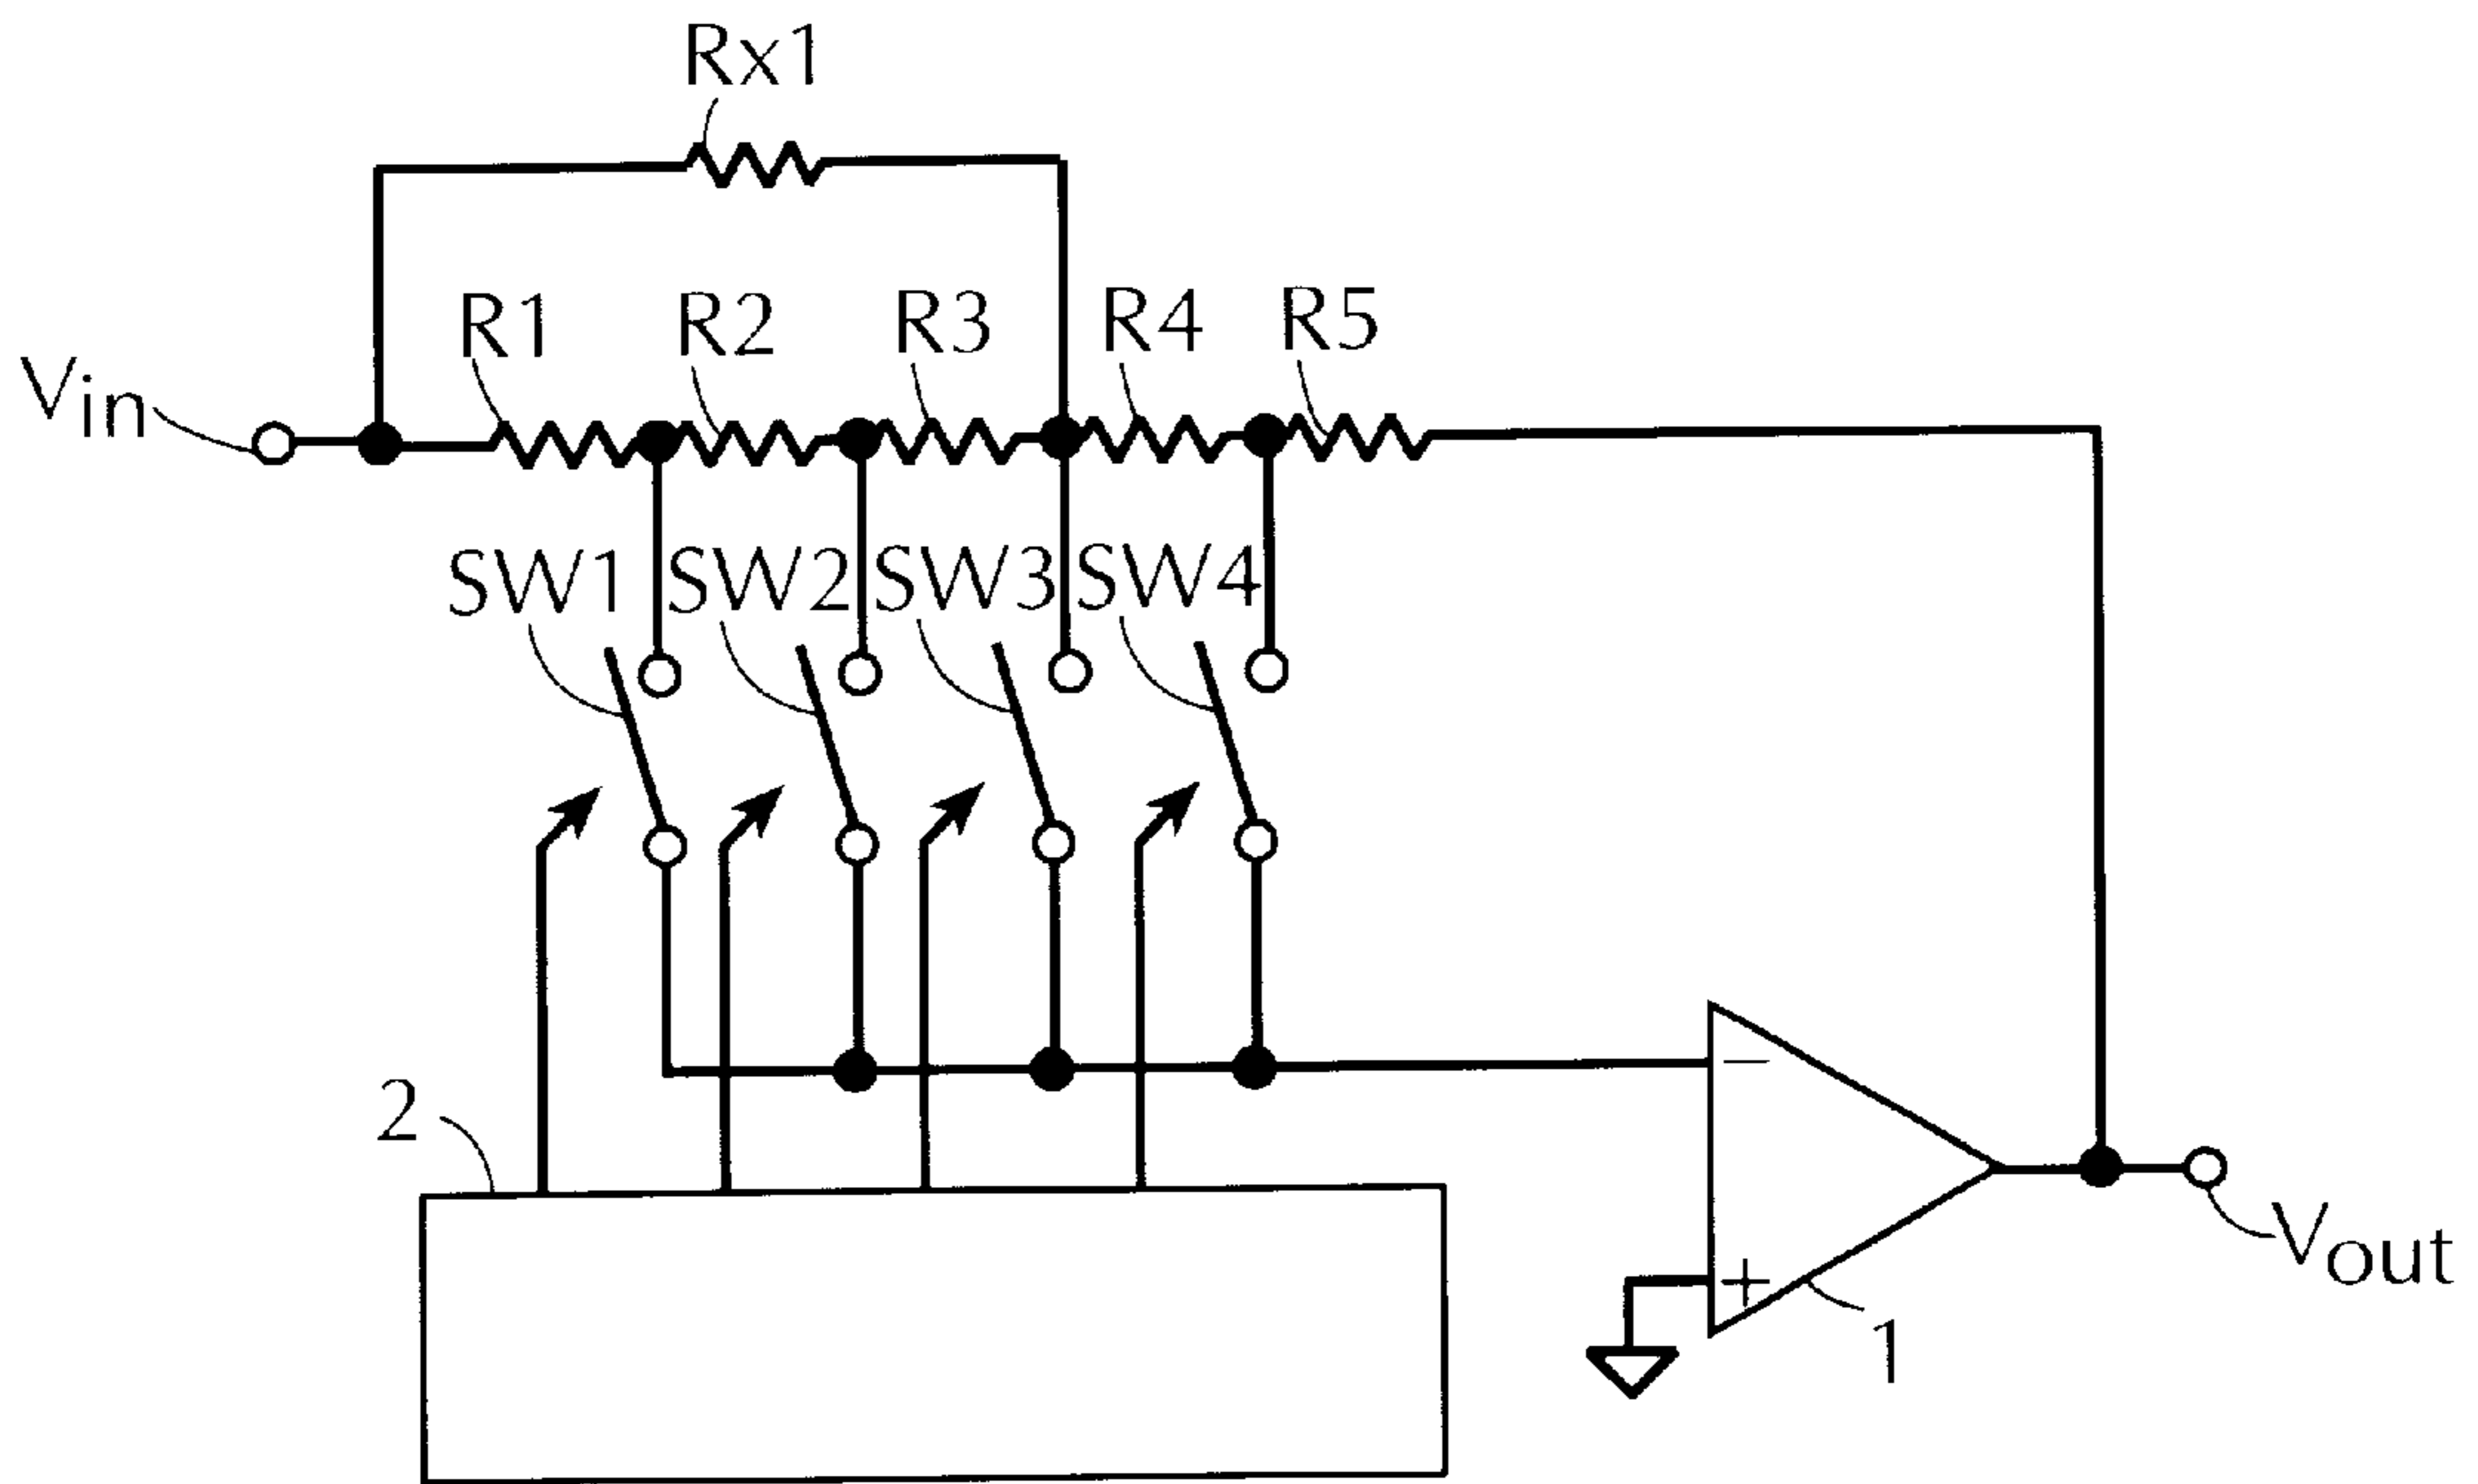 Rx1
R1 R2 R3 R4 R5
Vin
SW1 SW2 SW3 SW4
2
−
+
1
Vout